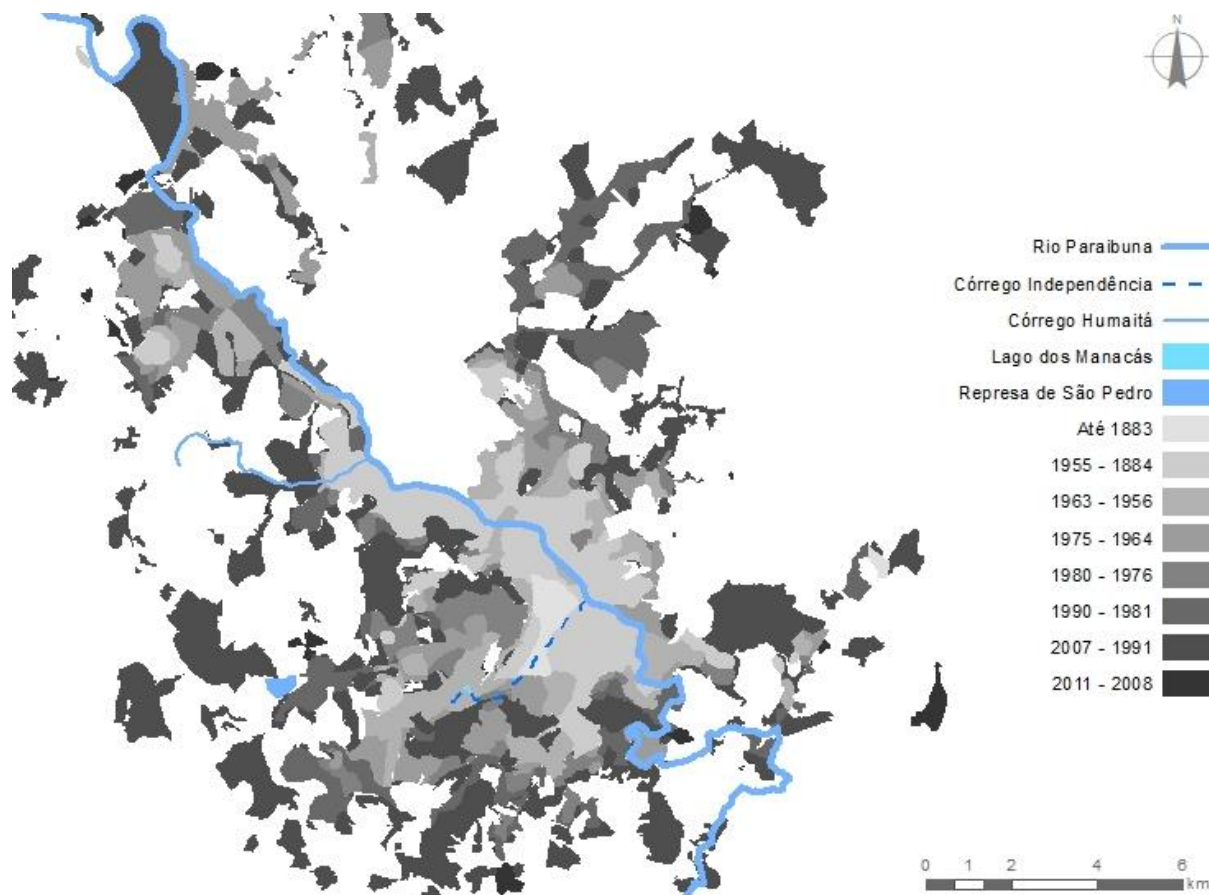 N
Rio Paraibuna
Córrego Independência
Córrego Humaitá
Lago dos Manacás
Represa de São Pedro
Até 1883
1955 - 1884
1963 - 1956
1975 - 1964
1980 - 1976
1990 - 1981
2007 - 1991
2011 - 2008
0 1 2 4 6
km